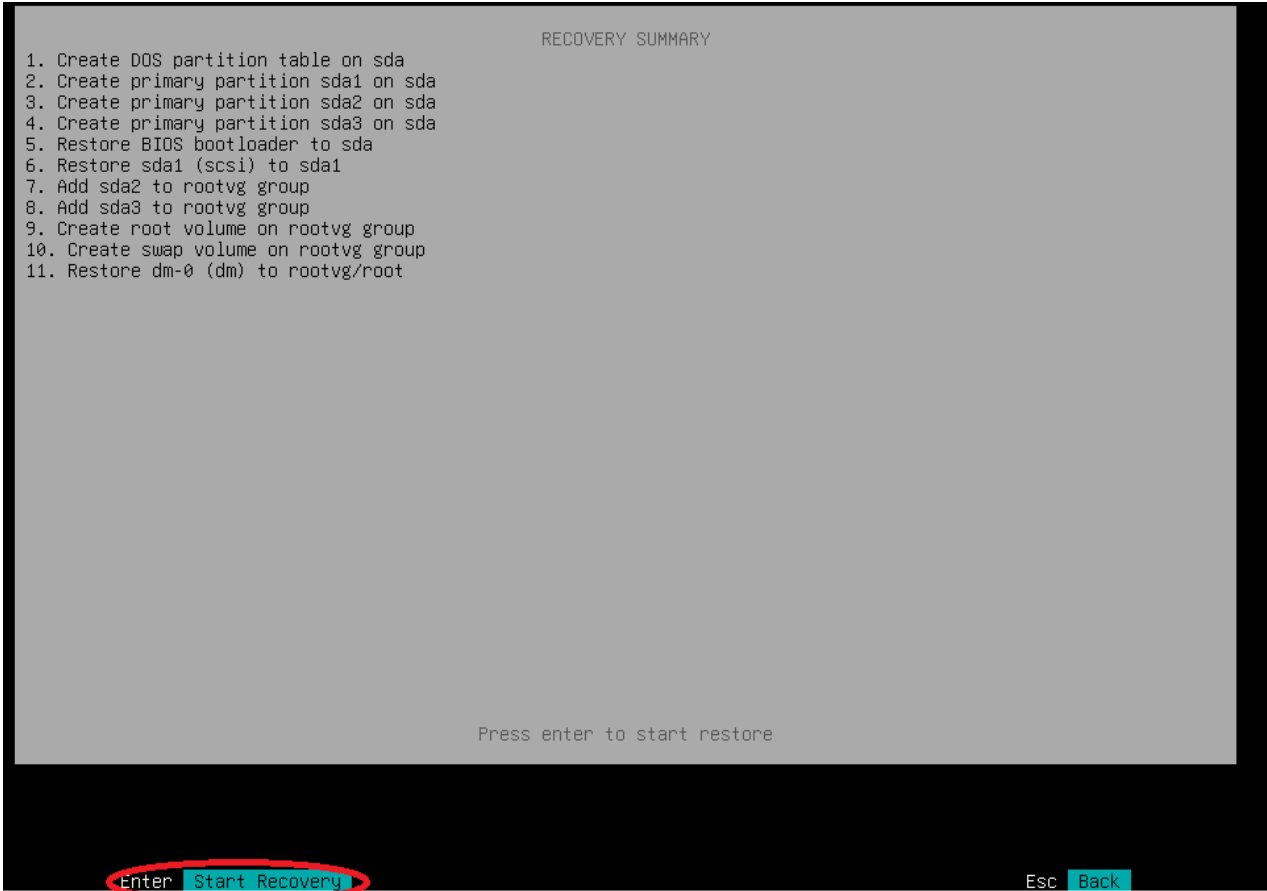 RECOVERY SUMMARY
1. Create DOS partition table on sda
2. Create primary partition sda1 on sda
3. Create primary partition sda2 on sda
4. Create primary partition sda3 on sda
5. Restore BIOS bootloader to sda
6. Restore sda1 (scsi) to sda1
7. Add sda2 to rootvg group
8. Add sda3 to rootvg group
9. Create root volume on rootvg group
10. Create swap volume on rootvg group
11. Restore dm-0 (dm) to rootvg/root
Press enter to start restore
Enter Start Recovery Esc Back